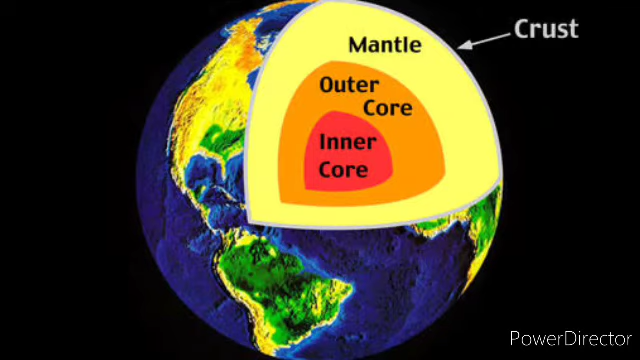 Crust
Mantle
Outer
Core
Inner
Core
PowerDirector